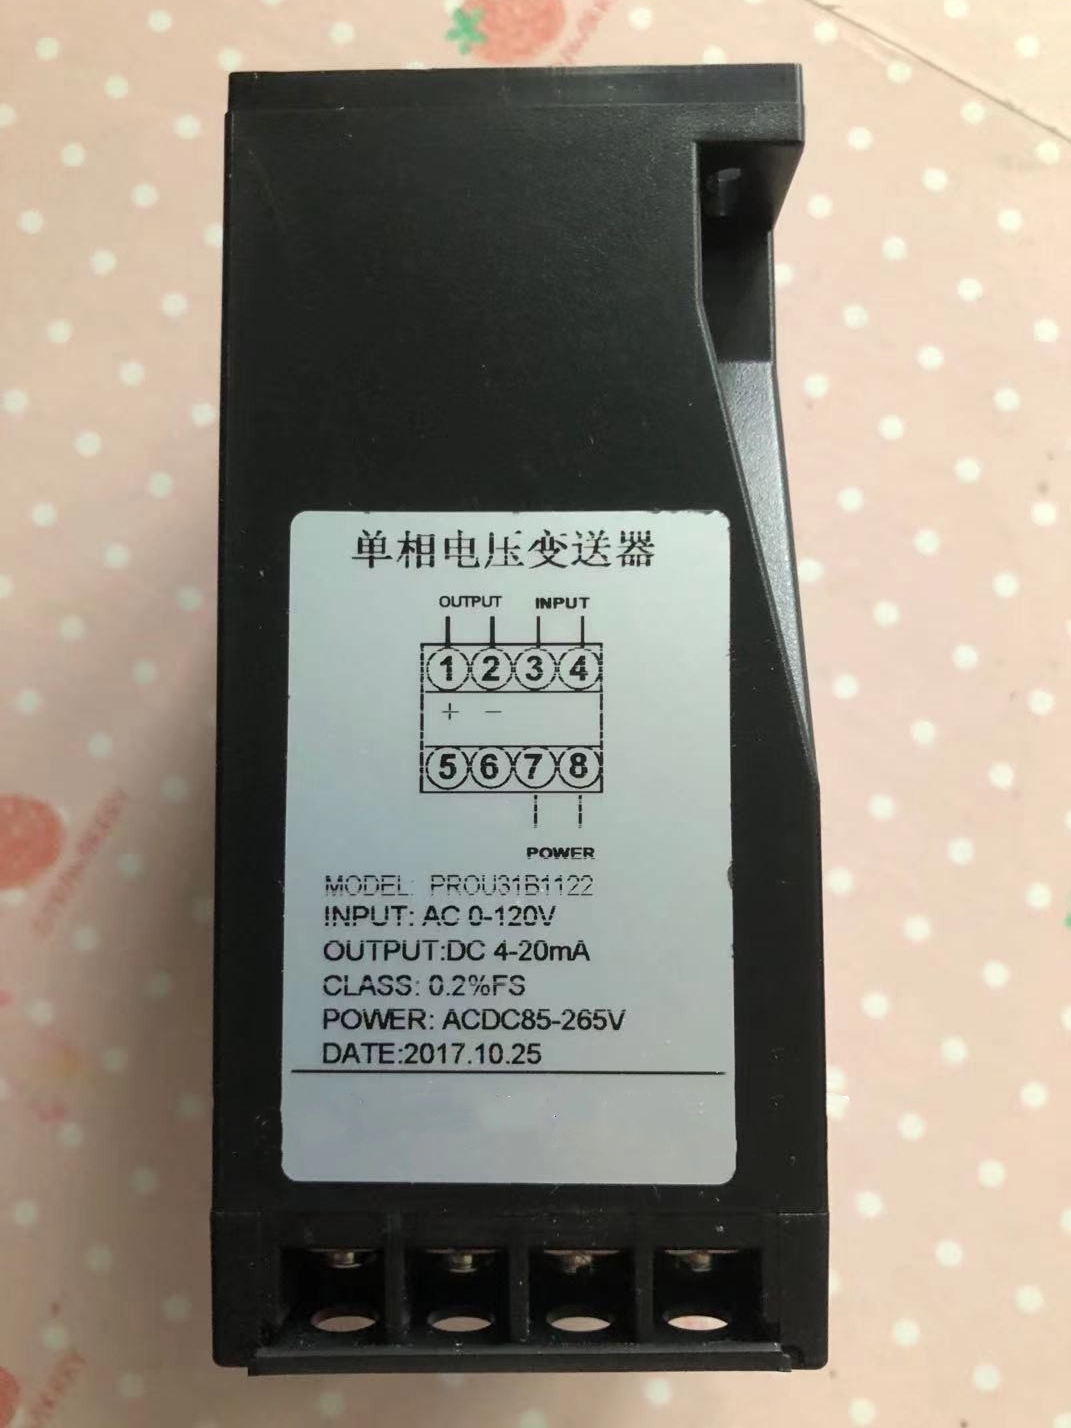 单相电压变送器
OUTPUT INPUT
1 2 3 4
+ −
5 6 7 8
POWER
MODEL: PROU31B1122
INPUT: AC 0-120V
OUTPUT:DC 4-20mA
CLASS: 0.2%FS
POWER: ACDC85-265V
DATE:2017.10.25